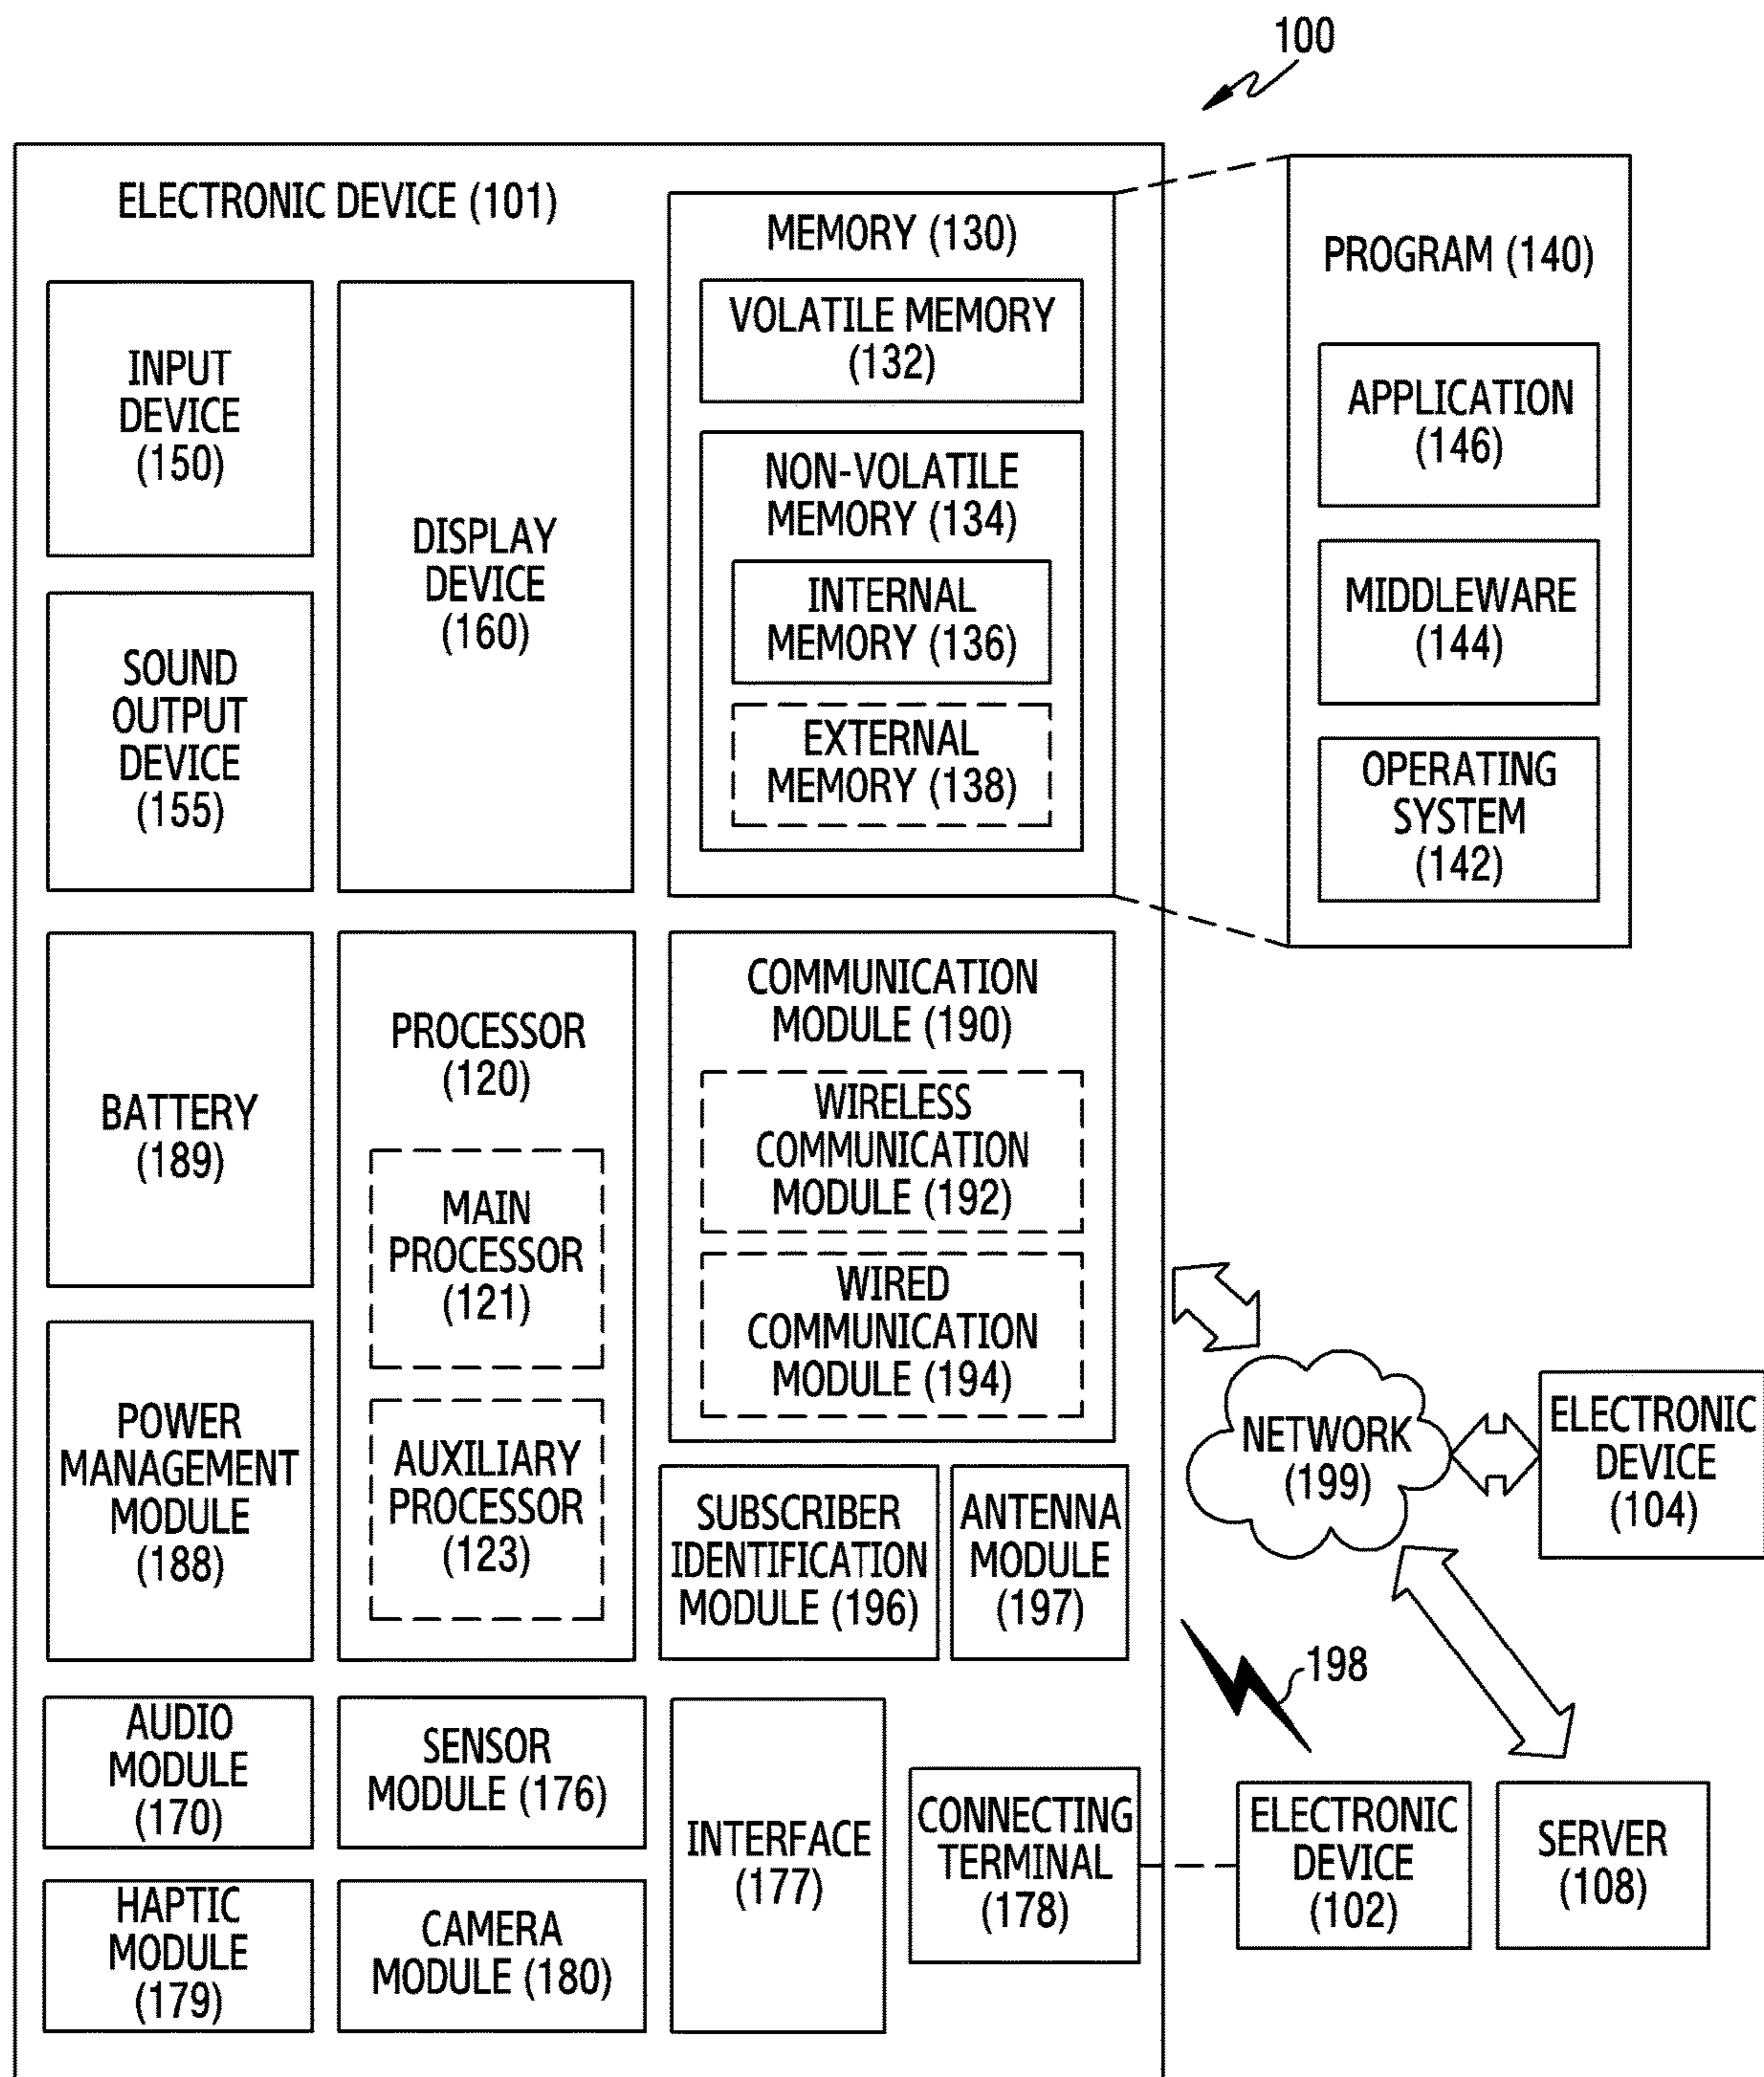 100
ELECTRONIC DEVICE (101)
INPUT
DEVICE
(150)
SOUND
OUTPUT
DEVICE
(155)
DISPLAY
DEVICE
(160)
MEMORY (130)
VOLATILE MEMORY
(132)
NON-VOLATILE
MEMORY (134)
INTERNAL
MEMORY (136)
EXTERNAL
MEMORY (138)
PROGRAM (140)
APPLICATION
(146)
MIDDLEWARE
(144)
OPERATING
SYSTEM
(142)
BATTERY
(189)
POWER
MANAGEMENT
MODULE
(188)
PROCESSOR
(120)
MAIN
PROCESSOR
(121)
AUXILIARY
PROCESSOR
(123)
COMMUNICATION
MODULE (190)
WIRELESS
COMMUNICATION
MODULE (192)
WIRED
COMMUNICATION
MODULE (194)
SUBSCRIBER
IDENTIFICATION
MODULE (196)
ANTENNA
MODULE
(197)
NETWORK
(199)
ELECTRONIC
DEVICE
(104)
198
AUDIO
MODULE
(170)
SENSOR
MODULE (176)
HAPTIC
MODULE
(179)
CAMERA
MODULE (180)
INTERFACE
(177)
CONNECTING
TERMINAL
(178)
ELECTRONIC
DEVICE
(102)
SERVER
(108)